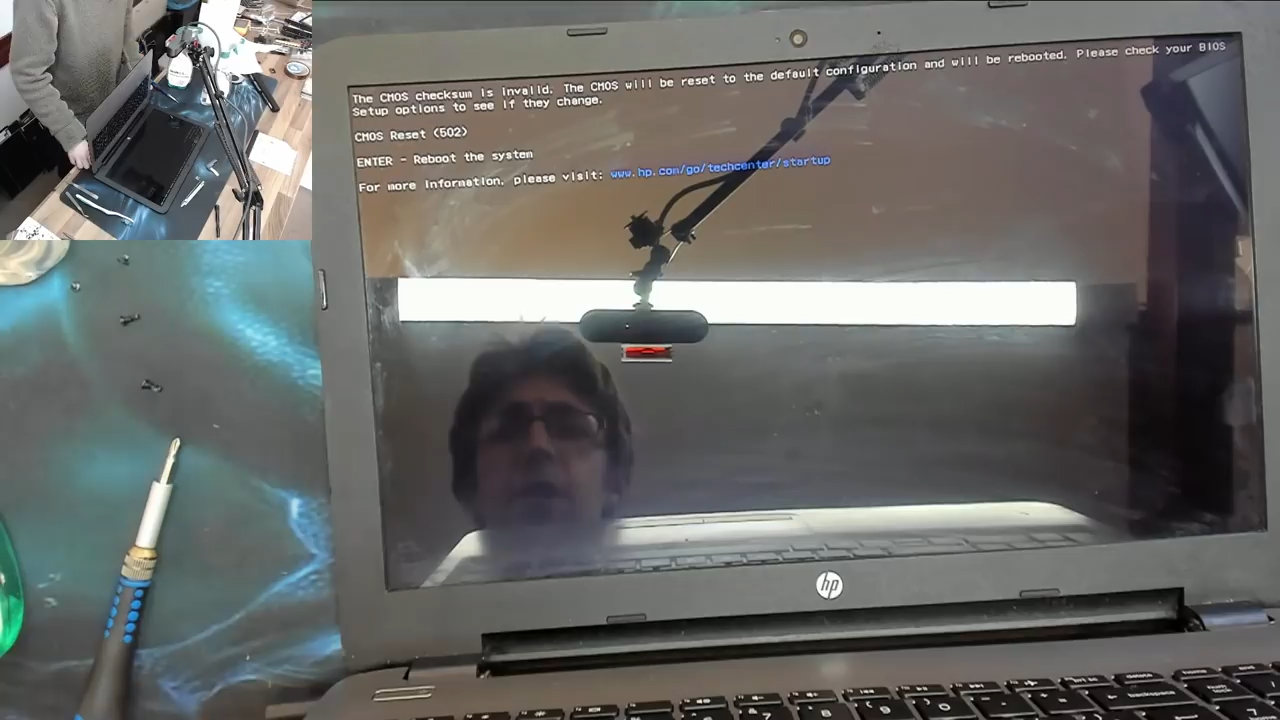 The CMOS checksum is invalid. The CMOS will be reset to the default configuration and will be rebooted. Please check your BIOS
Setup options to see if they change.
CMOS Reset (502)
ENTER - Reboot the system
For more information, please visit: www.hp.com/go/techcenter/startup
hp
backspace